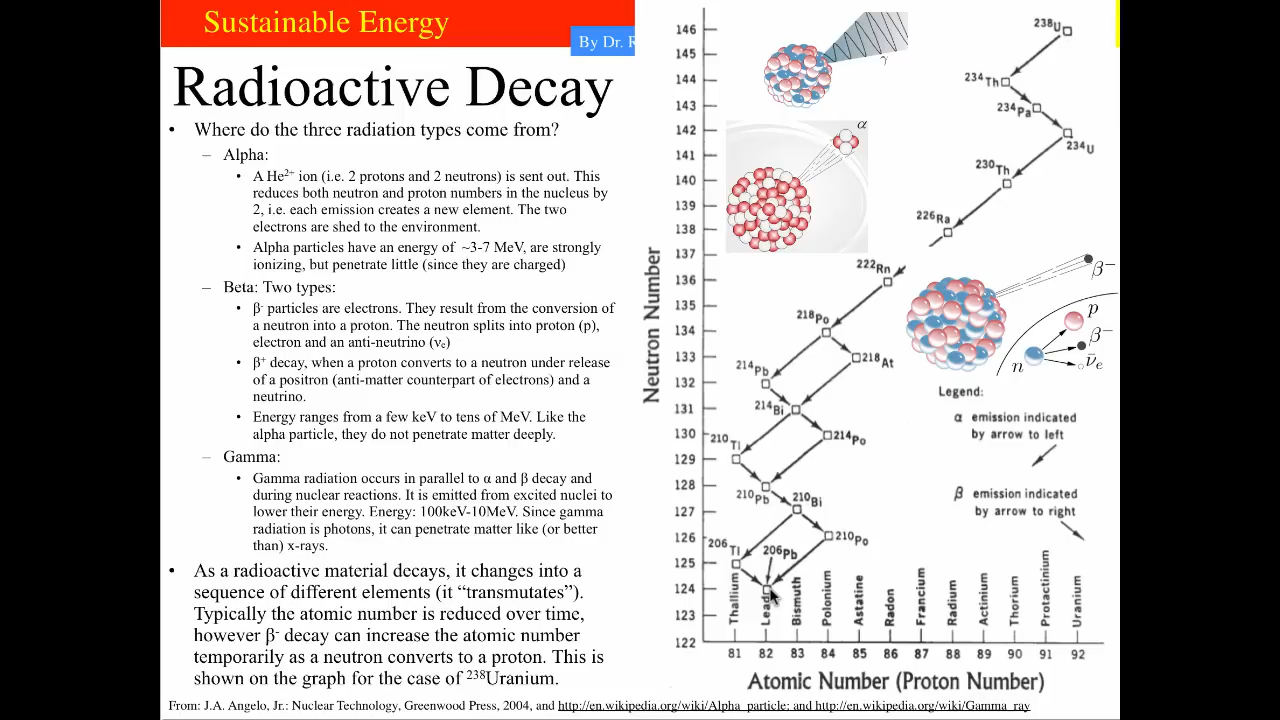 Sustainable Energy
By Dr. R
Radioactive Decay
• Where do the three radiation types come from?
– Alpha:
• A He2+ ion (i.e. 2 protons and 2 neutrons) is sent out. This
reduces both neutron and proton numbers in the nucleus by
2, i.e. each emission creates a new element. The two
electrons are shed to the environment.
• Alpha particles have an energy of ~3-7 MeV, are strongly
ionizing, but penetrate little (since they are charged)
– Beta: Two types:
• β- particles are electrons. They result from the conversion of
a neutron into a proton. The neutron splits into proton (p),
electron and an anti-neutrino (νe)
• β+ decay, when a proton converts to a neutron under release
of a positron (anti-matter counterpart of electrons) and a
neutrino.
• Energy ranges from a few keV to tens of MeV. Like the
alpha particle, they do not penetrate matter deeply.
– Gamma:
• Gamma radiation occurs in parallel to α and β decay and
during nuclear reactions. It is emitted from excited nuclei to
lower their energy. Energy: 100keV-10MeV. Since gamma
radiation is photons, it can penetrate matter like (or better
than) x-rays.
• As a radioactive material decays, it changes into a
sequence of different elements (it “transmutates”).
Typically the atomic number is reduced over time,
however β- decay can increase the atomic number
temporarily as a neutron converts to a proton. This is
shown on the graph for the case of 238Uranium.
Neutron Number
146
145
144
143
142
141
140
139
138
137
136
135
134
133
132
131
130
129
128
127
126
125
124
123
122
γ
α
238U
234Th
234Pa
234U
230Th
226Ra
222Rn
218Po
218At
214Pb
214Bi
214Po
210Tl
210Pb
210Bi
210Po
206Tl
206Pb
β−
p
β−
ν̄e
n
Legend:
α emission indicated
by arrow to left
β emission indicated
by arrow to right
Thallium
Lead
Bismuth
Polonium
Astatine
Radon
Francium
Radium
Actinium
Thorium
Protactinium
Uranium
81 82 83 84 85 86 87 88 89 90 91 92
Atomic Number (Proton Number)
From: J.A. Angelo, Jr.: Nuclear Technology, Greenwood Press, 2004, and http://en.wikipedia.org/wiki/Alpha_particle; and http://en.wikipedia.org/wiki/Gamma_ray